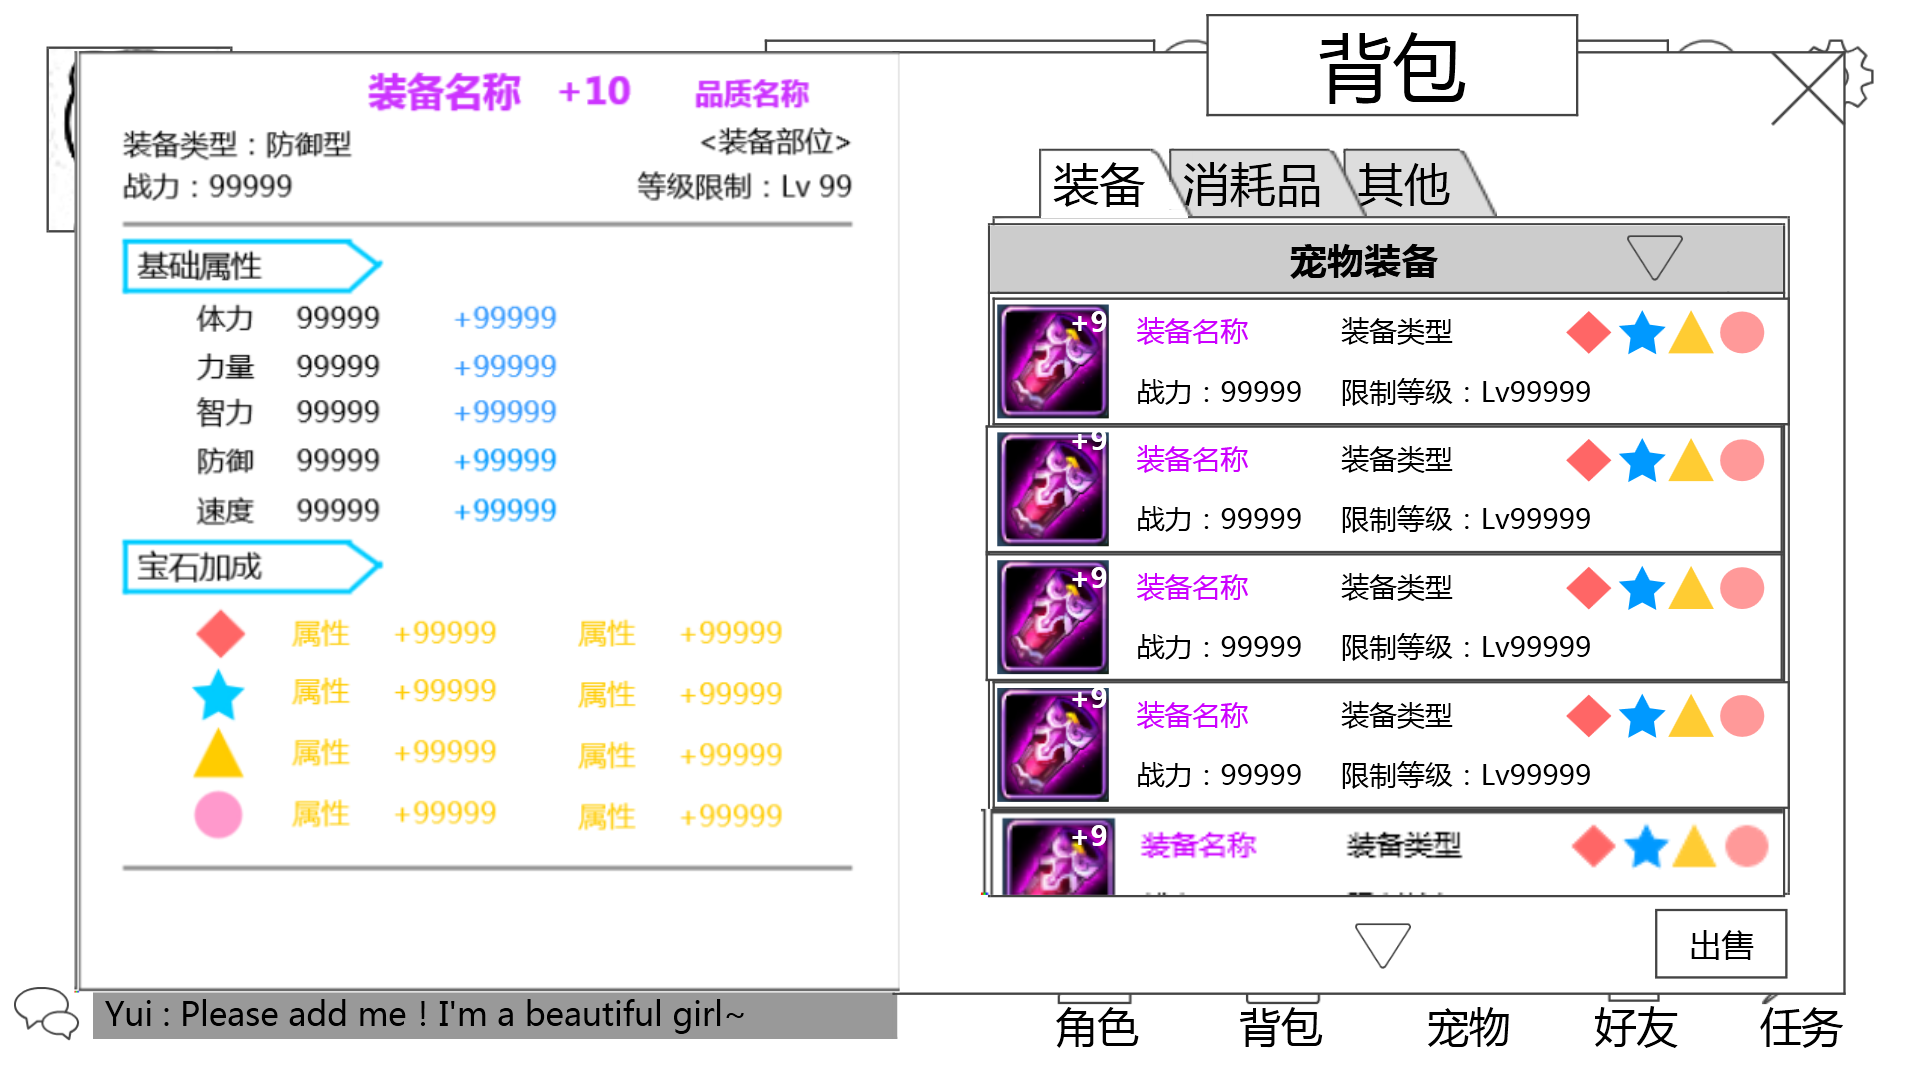 背包
装备名称 +10 品质名称
装备类型：防御型 <装备部位>
战力：99999 等级限制：Lv 99
基础属性
体力 99999 +99999
力量 99999 +99999
智力 99999 +99999
防御 99999 +99999
速度 99999 +99999
宝石加成
属性 +99999 属性 +99999
属性 +99999 属性 +99999
属性 +99999 属性 +99999
属性 +99999 属性 +99999
装备 消耗品 其他
宠物装备
+9 装备名称 装备类型
战力：99999 限制等级：Lv99999
+9 装备名称 装备类型
战力：99999 限制等级：Lv99999
+9 装备名称 装备类型
战力：99999 限制等级：Lv99999
+9 装备名称 装备类型
战力：99999 限制等级：Lv99999
+9 装备名称 装备类型
出售
Yui : Please add me ! I'm a beautiful girl~
角色 背包 宠物 好友 任务